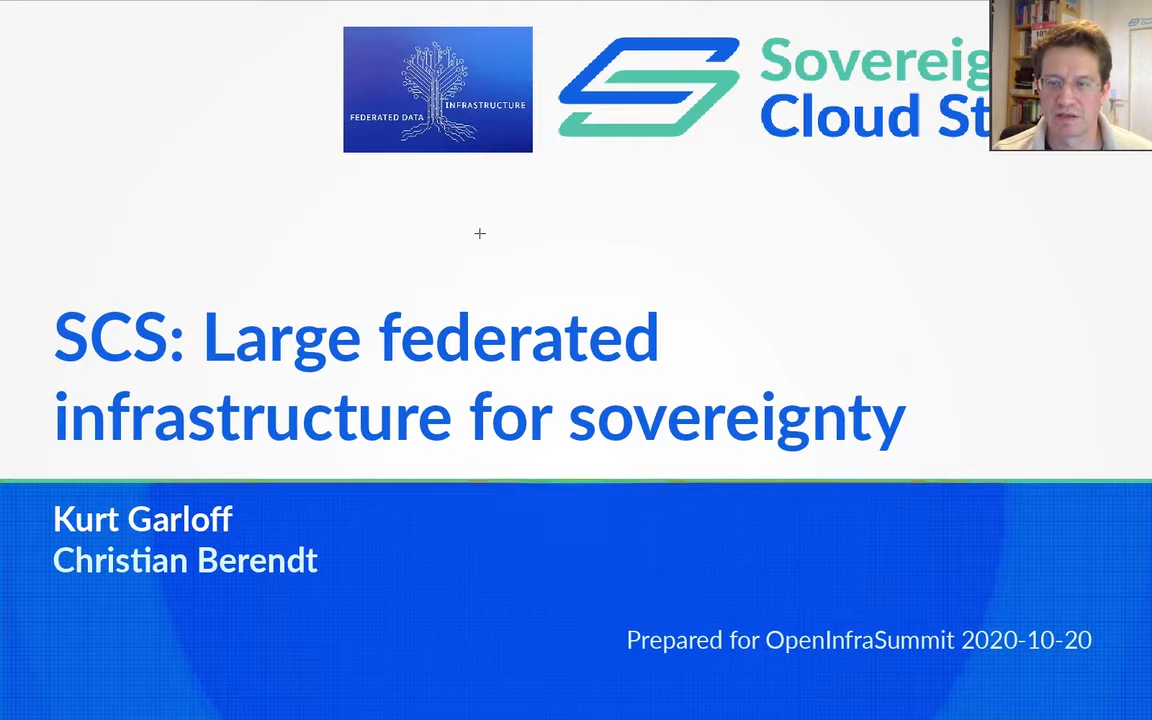 FEDERATED DATA INFRASTRUCTURE
Sovereig
Cloud St
SCS: Large federated
infrastructure for sovereignty
Kurt Garloff
Christian Berendt
Prepared for OpenInfraSummit 2020-10-20